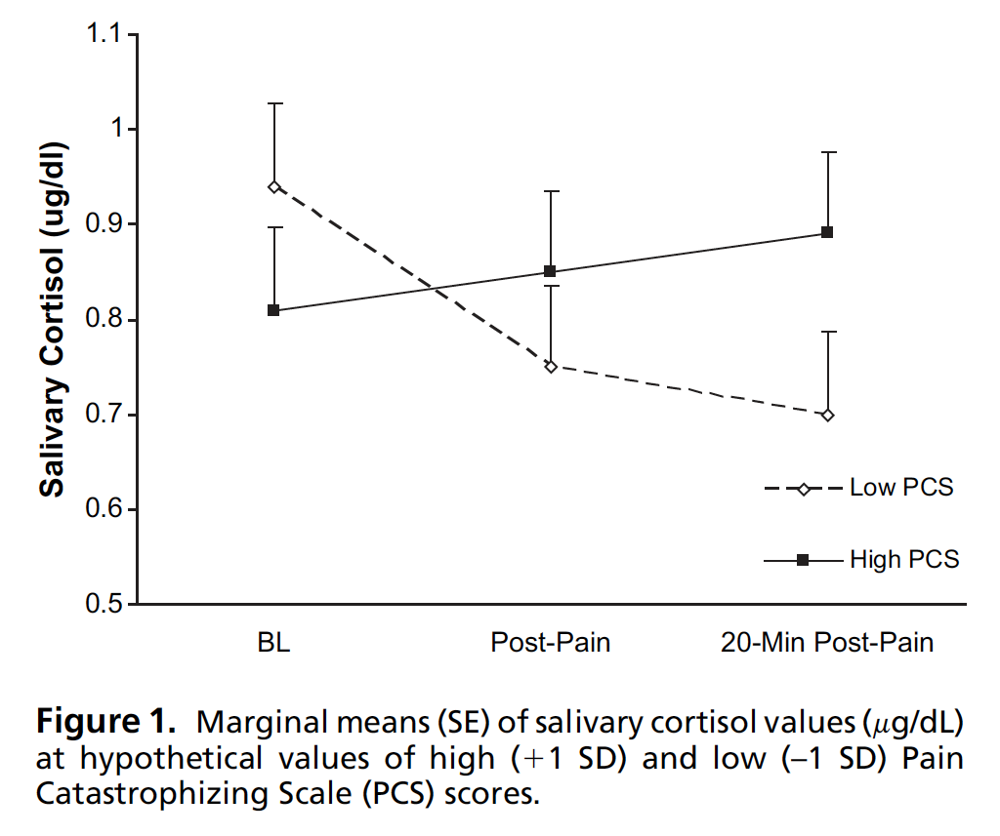 1.1
1
0.9
0.8
0.7
0.6
0.5
Salivary Cortisol (ug/dl)
Low PCS
High PCS
BL Post-Pain 20-Min Post-Pain
Figure 1. Marginal means (SE) of salivary cortisol values (μg/dL)
at hypothetical values of high (+1 SD) and low (–1 SD) Pain
Catastrophizing Scale (PCS) scores.